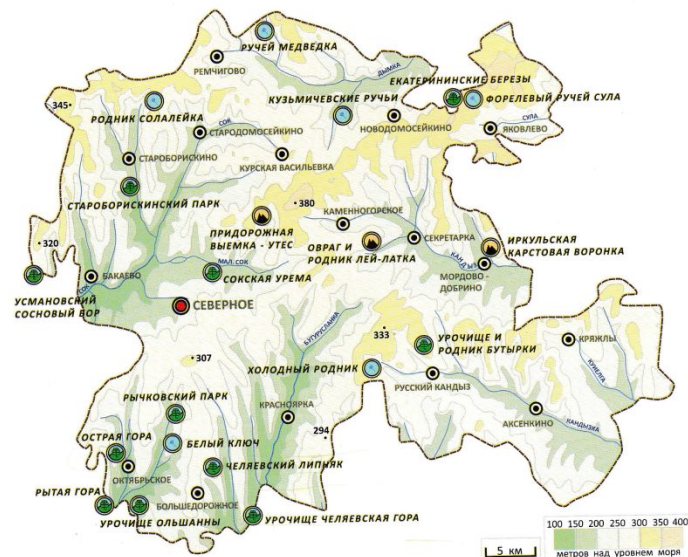 РУЧЕЙ МЕДВЕДКА
РЕМЧИГОВО
ДЫМКА
ЕКАТЕРИНИНСКИЕ БЕРЕЗЫ
345
РОДНИК СОЛАЛЕЙКА
КУЗЬМИЧЕВСКИЕ РУЧЬИ
ФОРЕЛЕВЫЙ РУЧЕЙ СУЛА
СОК
СТАРОДОМОСЕЙКИНО
НОВОДОМОСЕЙКИНО
СУЛА
ЯКОВЛЕВО
СТАРОБОРИСКИНО
КУРСКАЯ ВАСИЛЬЕВКА
СТАРОБОРИСКИНСКИЙ ПАРК
380
КАМЕННОГОРСКОЕ
320
ПРИДОРОЖНАЯ
ВЫЕМКА - УТЕС
ОВРАГ И
РОДНИК ЛЕЙ-ЛАТКА
СЕКРЕТАРКА
ИРКУЛЬСКАЯ
КАРСТОВАЯ ВОРОНКА
КАНДЫЗ
МОРДОВО -
ДОБРИНО
БАКАЕВО
МАЛ. СОК
СОКСКАЯ УРЕМА
СОК
УСМАНОВСКИЙ
СОСНОВЫЙ БОР
СЕВЕРНОЕ
БУГУРУСЛАНКА
333
307
УРОЧИЩЕ И
РОДНИК БУТЫРКИ
КРЯЖЛЫ
ХОЛОДНЫЙ РОДНИК
РУССКИЙ КАНДЫЗ
КУМЕЛГА
РЫЧКОВСКИЙ ПАРК
КРАСНОЯРКА
АКСЕНКИНО
КАНДЫЗКА
ОСТРАЯ ГОРА
БЕЛЫЙ КЛЮЧ
294
ОКТЯБРЬСКОЕ
ЧЕЛЯЕВСКИЙ ЛИПНЯК
РЫТАЯ ГОРА
БОЛЬШЕДОРОЖНОЕ
УРОЧИЩЕ ОЛЬШАННЫ
УРОЧИЩЕ ЧЕЛЯЕВСКАЯ ГОРА
5 КМ
100 150 200 250 300 350 400
метров над уровнем моря